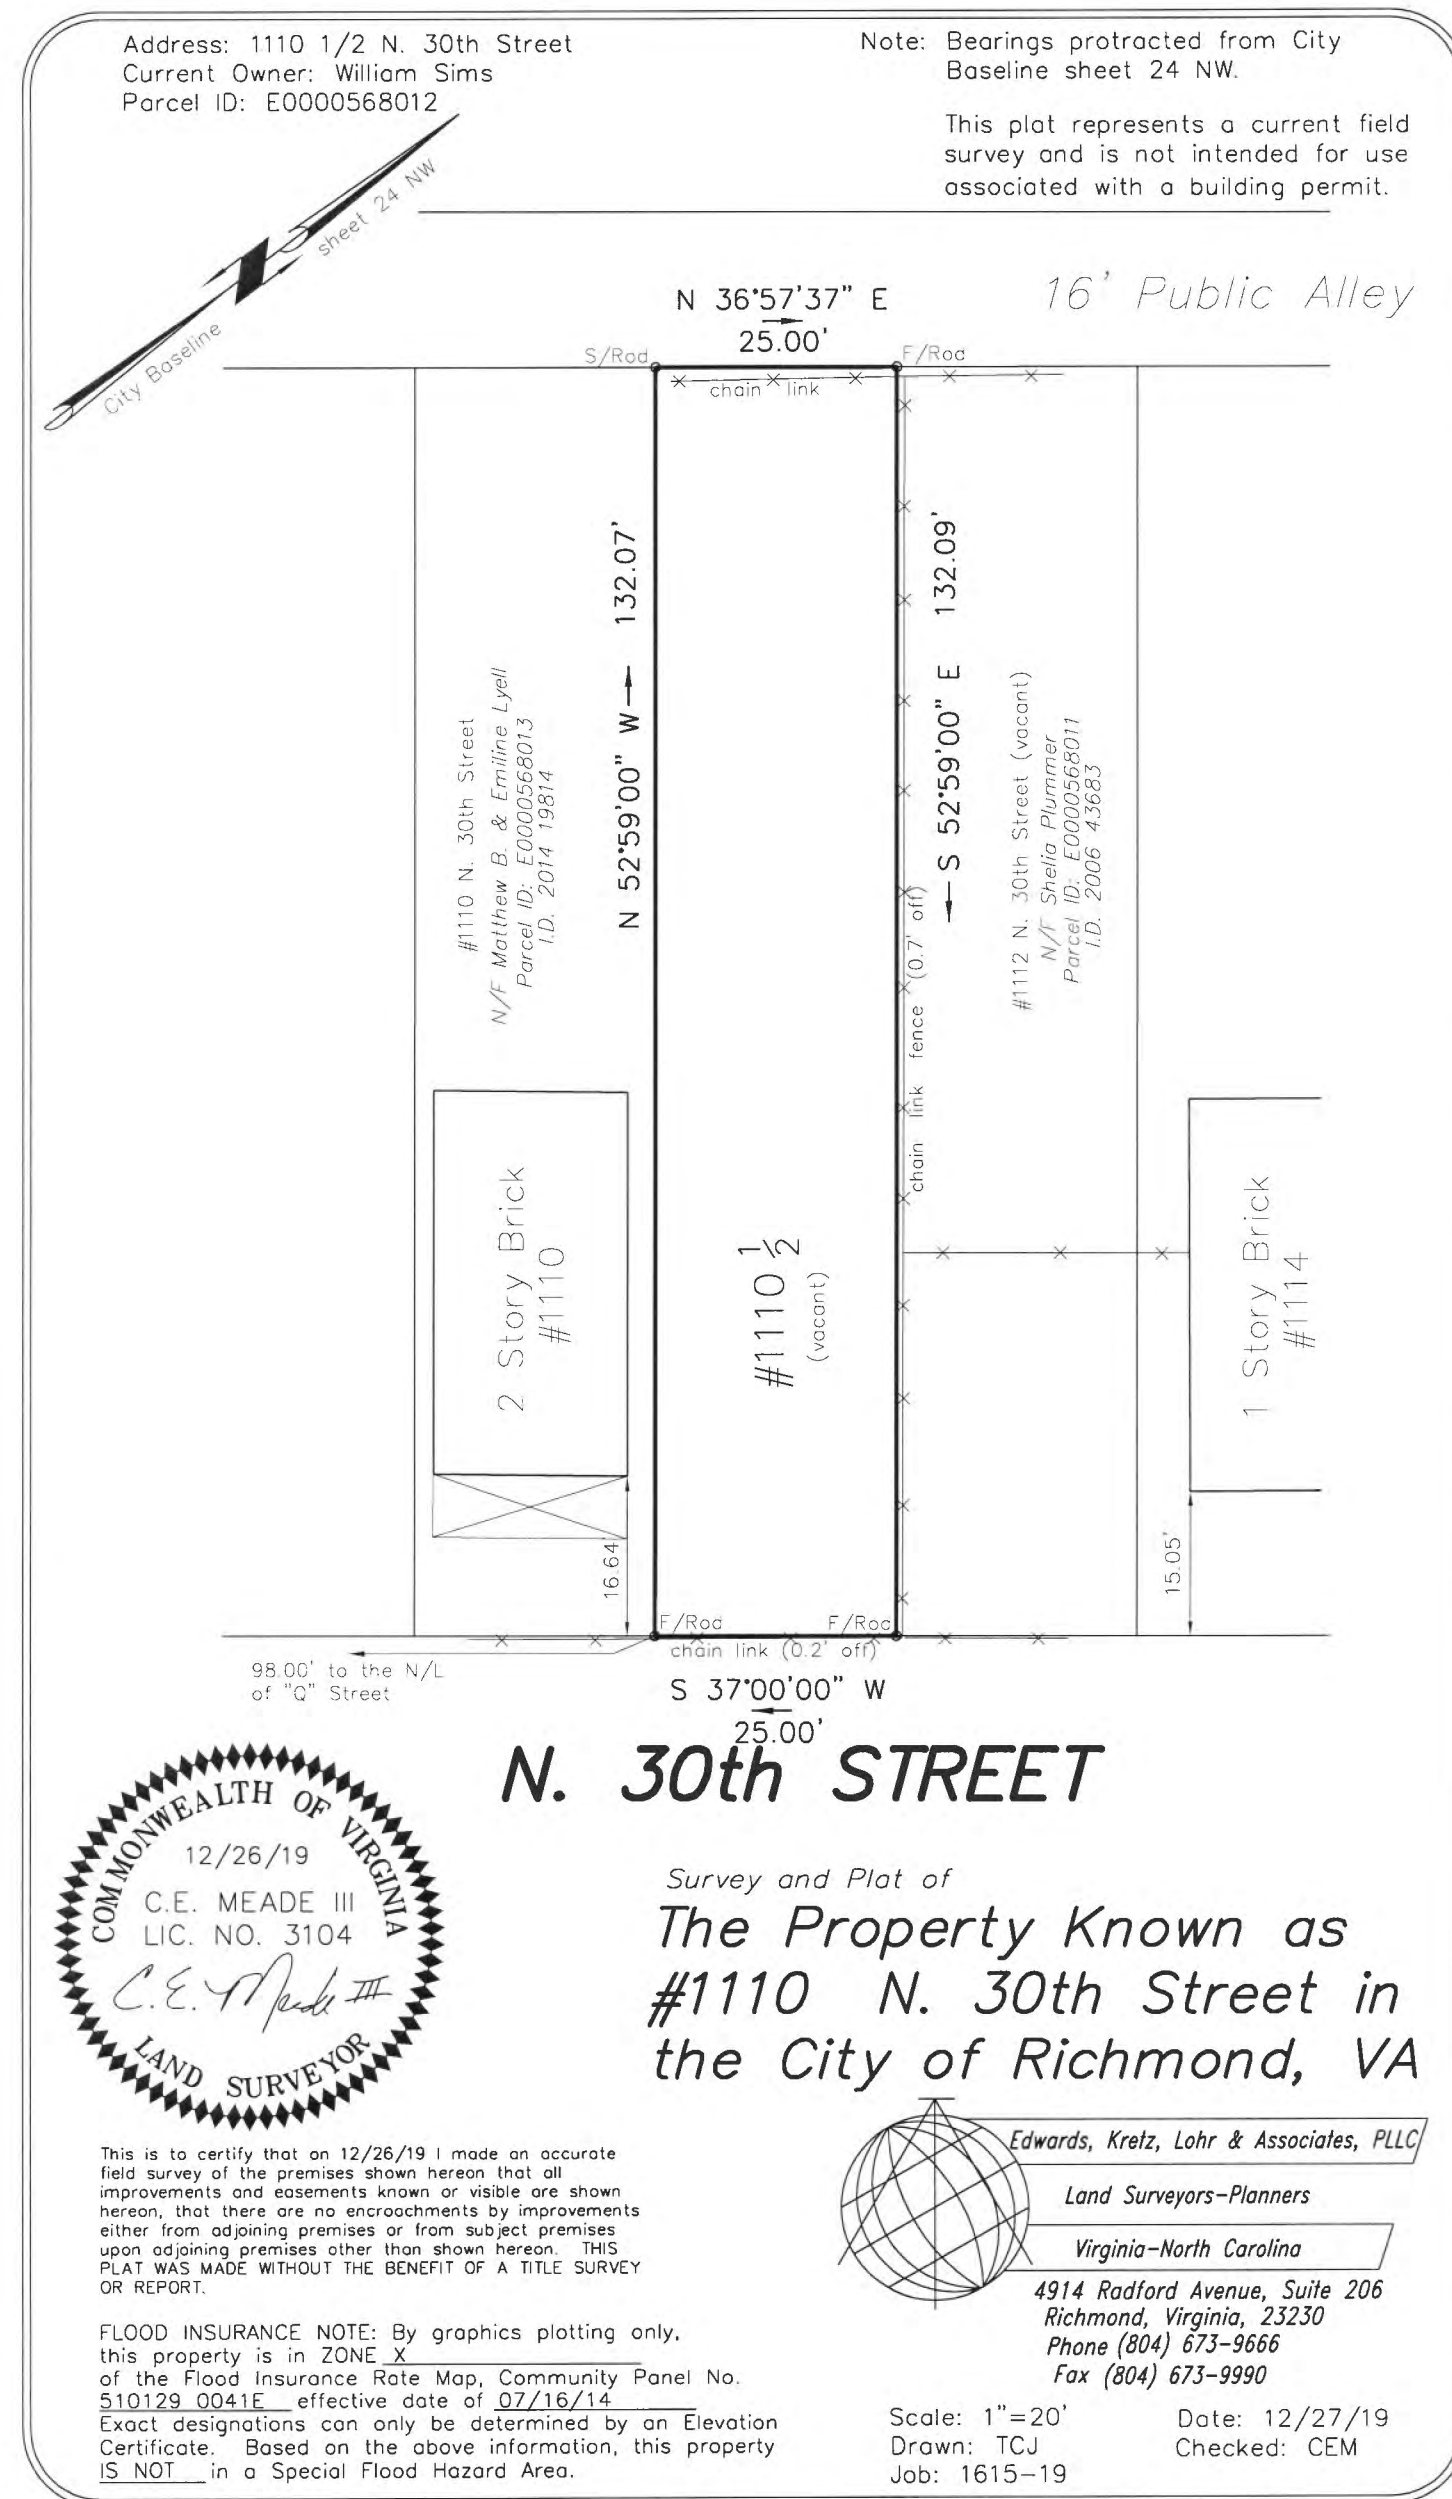 Address: 1110 1/2 N. 30th Street
Current Owner: William Sims
Parcel ID: E0000568012
Note: Bearings protracted from City
Baseline sheet 24 NW.
This plat represents a current field
survey and is not intended for use
associated with a building permit.
City Baseline
sheet 24 NW
16' Public Alley
N 36°57'37" E
25.00'
S/Rod
F/Rod
chain link
N 52°59'00" W 132.07'
S 52°59'00" E 132.09'
#1110 N. 30th Street
N/F Matthew B. & Emiline Lyell
Parcel ID: E0000568013
I.D. 2014 19814
#1112 N. 30th Street (vacant)
N/F Shelia Plummer
Parcel ID: E0000568011
I.D. 2006 43683
chain link fence (0.7' off)
2 Story Brick
#1110
#1110 1/2
(vacant)
1 Story Brick
#1114
16.64'
15.05'
F/Rod
F/Rod
chain link (0.2' off)
98.00' to the N/L
of "Q" Street
S 37°00'00" W
25.00'
N. 30th STREET
COMMONWEALTH OF VIRGINIA
12/26/19
C.E. MEADE III
LIC. NO. 3104
C.E. Meade III
LAND SURVEYOR
Survey and Plat of
The Property Known as
#1110 N. 30th Street in
the City of Richmond, VA
This is to certify that on 12/26/19 I made an accurate
field survey of the premises shown hereon that all
improvements and easements known or visible are shown
hereon, that there are no encroachments by improvements
either from adjoining premises or from subject premises
upon adjoining premises other than shown hereon. THIS
PLAT WAS MADE WITHOUT THE BENEFIT OF A TITLE SURVEY
OR REPORT.
FLOOD INSURANCE NOTE: By graphics plotting only,
this property is in ZONE X
of the Flood Insurance Rate Map, Community Panel No.
510129 0041E effective date of 07/16/14
Exact designations can only be determined by an Elevation
Certificate. Based on the above information, this property
IS NOT in a Special Flood Hazard Area.
Edwards, Kretz, Lohr & Associates, PLLC
Land Surveyors-Planners
Virginia-North Carolina
4914 Radford Avenue, Suite 206
Richmond, Virginia, 23230
Phone (804) 673-9666
Fax (804) 673-9990
Scale: 1"=20'
Date: 12/27/19
Drawn: TCJ
Checked: CEM
Job: 1615-19